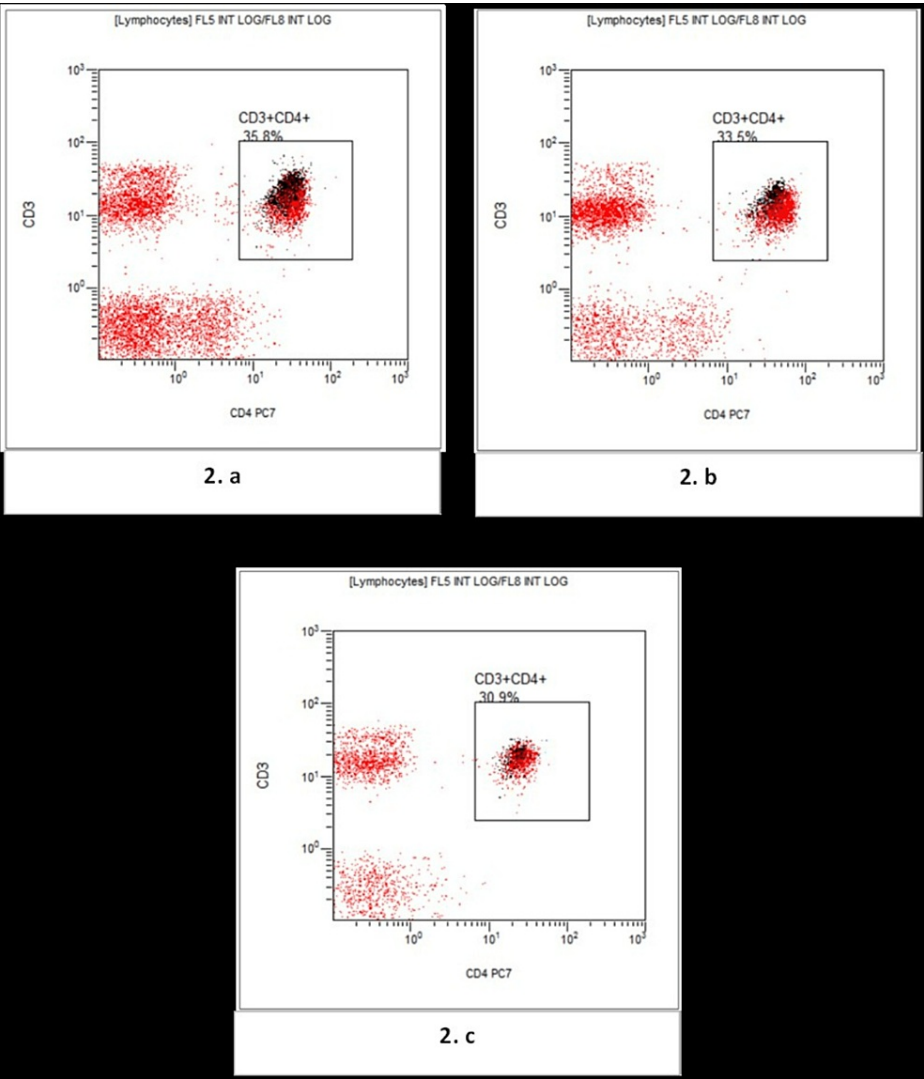 [Lymphocytes] FL5 INT LOG/FL8 INT LOG
10³
CD3+CD4+
35.8%
10²
CD3
10¹
10⁰
10⁰ 10¹ 10² 10³
CD4 PC7
2. a
[Lymphocytes] FL5 INT LOG/FL8 INT LOG
10³
CD3+CD4+
33.5%
10²
CD3
10¹
10⁰
10⁰ 10¹ 10² 10³
CD4 PC7
2. b
[Lymphocytes] FL5 INT LOG/FL8 INT LOG
10³
CD3+CD4+
30.9%
10²
CD3
10¹
10⁰
10⁰ 10¹ 10² 10³
CD4 PC7
2. c